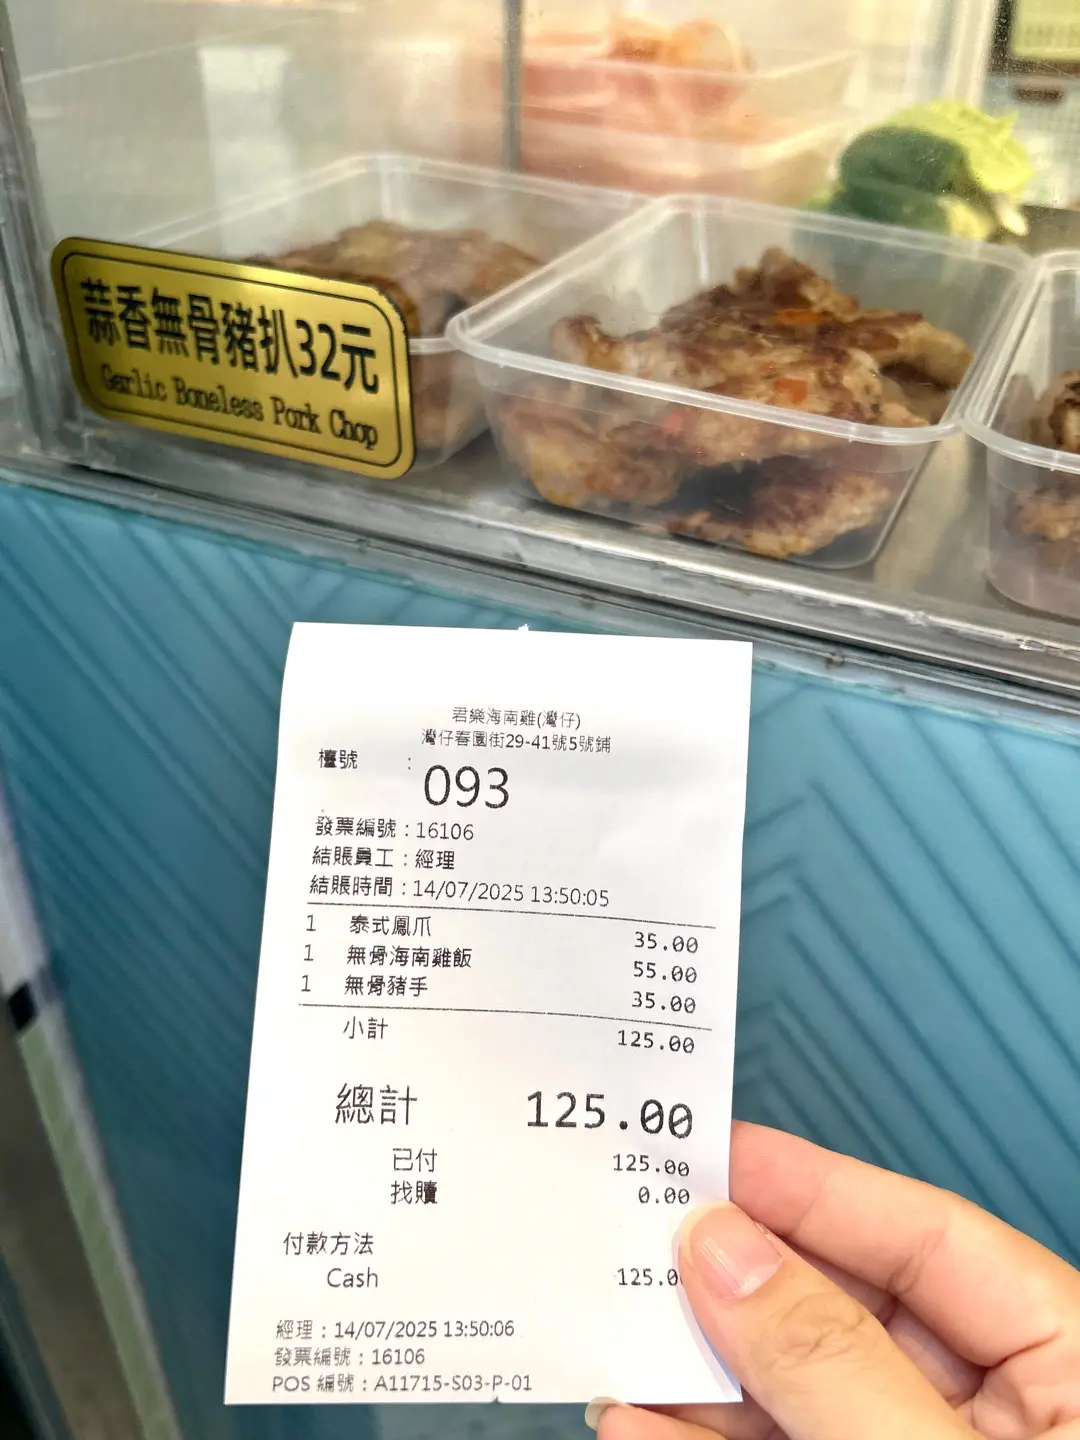 蒜香無骨豬扒32元
Garlic Boneless Pork Chop
君樂海南雞(灣仔)
灣仔春園街29-41號5號鋪
檯號 :
093
發票編號：16106
結賬員工：經理
結賬時間：14/07/2025 13:50:05
1 泰式鳳爪 35.00
1 無骨海南雞飯 55.00
1 無骨豬手 35.00
小計 125.00
總計 125.00
已付 125.00
找贖 0.00
付款方法
Cash 125.0
經理：14/07/2025 13:50:06
發票編號：16106
POS 編號：A11715-S03-P-01